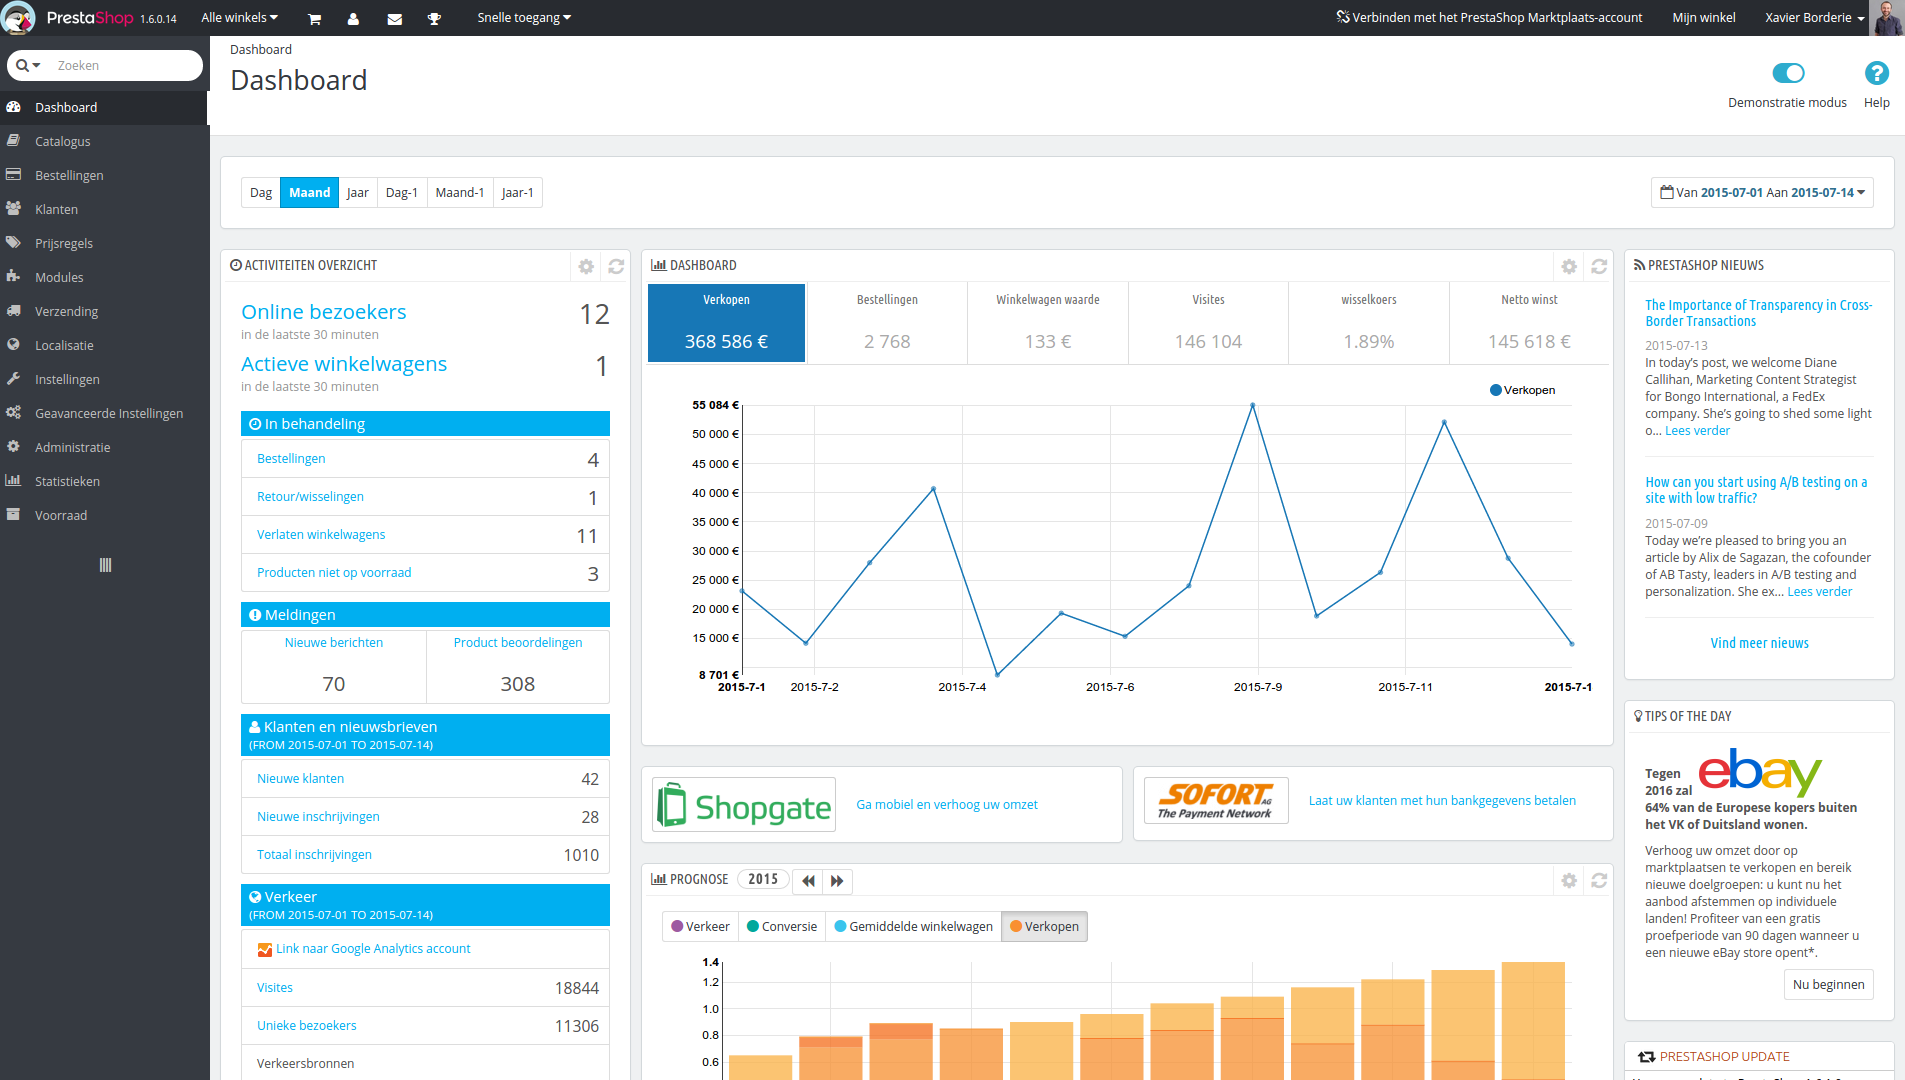 PrestaShop 1.6.0.14
Alle winkels
Snelle toegang
Verbinden met het PrestaShop Marktplaats-account
Mijn winkel
Xavier Borderie
Zoeken
Dashboard
Catalogus
Bestellingen
Klanten
Prijsregels
Modules
Verzending
Localisatie
Instellingen
Geavanceerde Instellingen
Administratie
Statistieken
Voorraad
Dashboard
Dashboard
Demonstratie modus
Help
Dag Maand Jaar Dag-1 Maand-1 Jaar-1
Van 2015-07-01 Aan 2015-07-14
ACTIVITEITEN OVERZICHT
Online bezoekers 12
in de laatste 30 minuten
Actieve winkelwagens 1
in de laatste 30 minuten
In behandeling
Bestellingen 4
Retour/wisselingen 1
Verlaten winkelwagens 11
Producten niet op voorraad 3
Meldingen
Nieuwe berichten Product beoordelingen
70 308
Klanten en nieuwsbrieven
(FROM 2015-07-01 TO 2015-07-14)
Nieuwe klanten 42
Nieuwe inschrijvingen 28
Totaal inschrijvingen 1010
Verkeer
(FROM 2015-07-01 TO 2015-07-14)
Link naar Google Analytics account
Visites 18844
Unieke bezoekers 11306
Verkeersbronnen
DASHBOARD
Verkopen Bestellingen Winkelwagen waarde Visites wisselkoers Netto winst
368 586 € 2 768 133 € 146 104 1.89% 145 618 €
Verkopen
55 084 €
50 000 €
45 000 €
40 000 €
35 000 €
30 000 €
25 000 €
20 000 €
15 000 €
8 701 €
2015-7-1 2015-7-2 2015-7-4 2015-7-6 2015-7-9 2015-7-11 2015-7-1
Shopgate
Ga mobiel en verhoog uw omzet
SOFORT AG
The Payment Network
Laat uw klanten met hun bankgegevens betalen
PROGNOSE 2015
Verkeer Conversie Gemiddelde winkelwagen Verkopen
1.4
1.2
1.0
0.8
0.6
PRESTASHOP NIEUWS
The Importance of Transparency in Cross-
Border Transactions
2015-07-13
In today's post, we welcome Diane
Callihan, Marketing Content Strategist
for Bongo International, a FedEx
company. She's going to shed some light
o... Lees verder
How can you start using A/B testing on a
site with low traffic?
2015-07-09
Today we're pleased to bring you an
article by Alix de Sagazan, the cofounder
of AB Tasty, leaders in A/B testing and
personalization. She ex... Lees verder
Vind meer nieuws
TIPS OF THE DAY
ebay
Tegen
2016 zal
64% van de Europese kopers buiten
het VK of Duitsland wonen.
Verhoog uw omzet door op
marktplaatsen te verkopen en bereik
nieuwe doelgroepen: u kunt nu het
aanbod afstemmen op individuele
landen! Profiteer van een gratis
proefperiode van 90 dagen wanneer u
een nieuwe eBay store opent*.
Nu beginnen
PRESTASHOP UPDATE